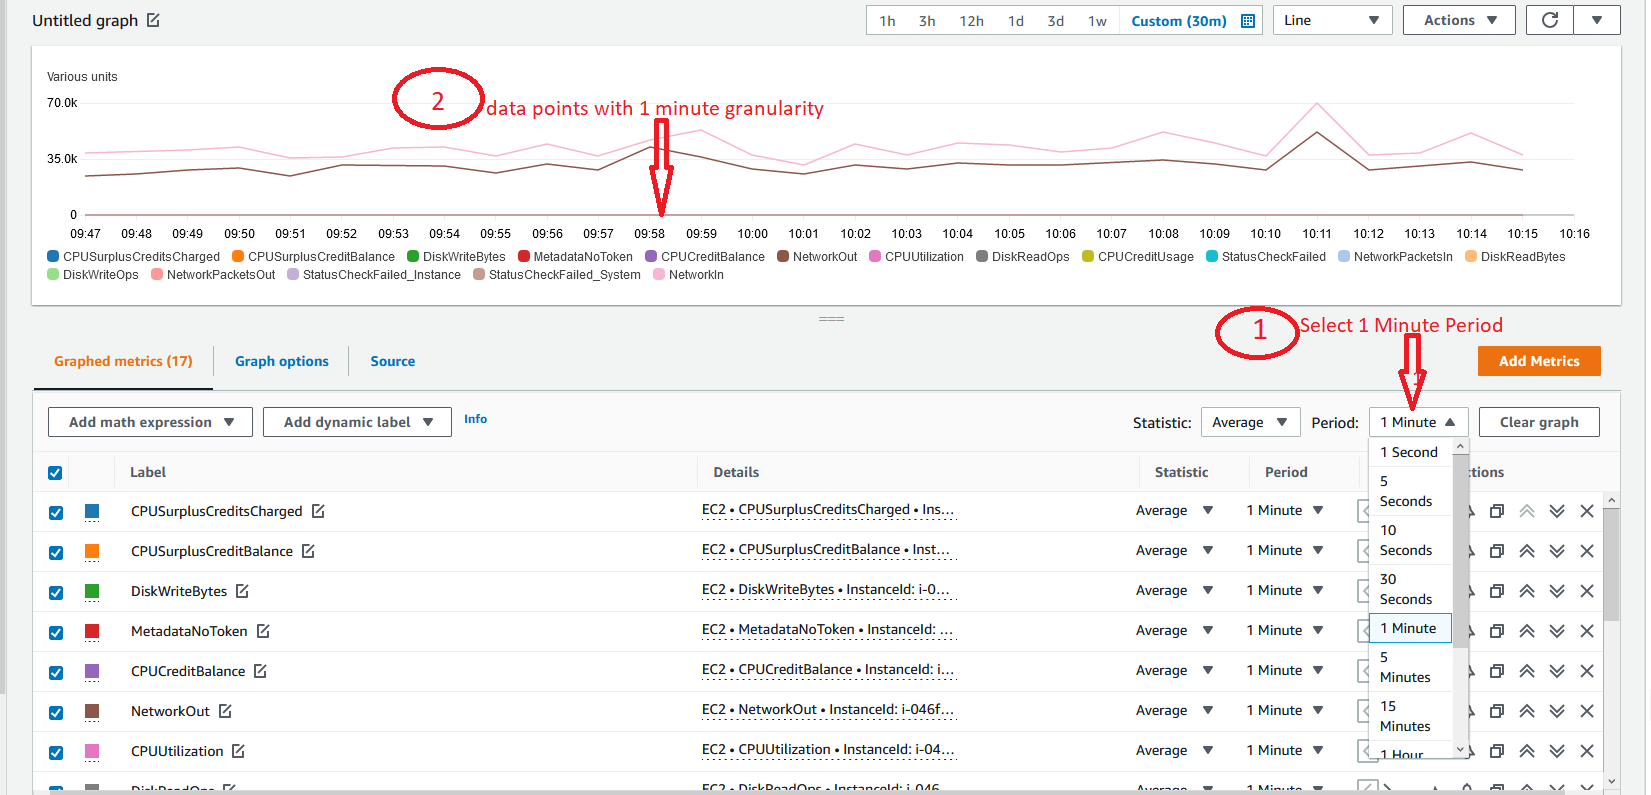 Untitled graph
1h 3h 12h 1d 3d 1w Custom (30m) Line Actions
Various units
70.0k
35.0k
0
2 data points with 1 minute granularity
09:47 09:48 09:49 09:50 09:51 09:52 09:53 09:54 09:55 09:56 09:57 09:58 09:59 10:00 10:01 10:02 10:03 10:04 10:05 10:06 10:07 10:08 10:09 10:10 10:11 10:12 10:13 10:14 10:15 10:16
CPUSurplusCreditsCharged CPUSurplusCreditBalance DiskWriteBytes MetadataNoToken CPUCreditBalance NetworkOut CPUUtilization DiskReadOps CPUCreditUsage StatusCheckFailed NetworkPacketsIn DiskReadBytes
DiskWriteOps NetworkPacketsOut StatusCheckFailed_Instance StatusCheckFailed_System NetworkIn
1 Select 1 Minute Period
Graphed metrics (17) Graph options Source Add Metrics
Add math expression Add dynamic label Info Statistic: Average Period: 1 Minute Clear graph
1 Second
5 Seconds
10 Seconds
30 Seconds
1 Minute
5 Minutes
15 Minutes
1 Hour
Label Details Statistic Period
CPUSurplusCreditsCharged EC2 • CPUSurplusCreditsCharged • Ins... Average 1 Minute
CPUSurplusCreditBalance EC2 • CPUSurplusCreditBalance • Inst... Average 1 Minute
DiskWriteBytes EC2 • DiskWriteBytes • InstanceId: i-0... Average 1 Minute
MetadataNoToken EC2 • MetadataNoToken • InstanceId: ... Average 1 Minute
CPUCreditBalance EC2 • CPUCreditBalance • InstanceId: i... Average 1 Minute
NetworkOut EC2 • NetworkOut • InstanceId: i-046f... Average 1 Minute
CPUUtilization EC2 • CPUUtilization • InstanceId: i-04... Average 1 Minute
DiskReadOps EC2 • DiskReadOps • InstanceId: i-046... Average 1 Minute